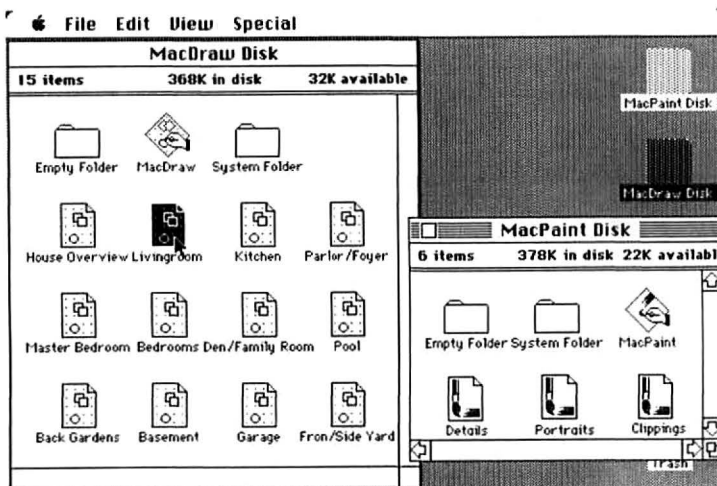 File Edit View Special
MacDraw Disk
15 items 368K in disk 32K available
Empty Folder MacDraw System Folder
House Overview Livingroom Kitchen Parlor/Foyer
Master Bedroom Bedrooms Den/Family Room Pool
Back Gardens Basement Garage Fron/Side Yard
MacPaint Disk
MacDraw Disk
MacPaint Disk
6 items 378K in disk 22K availabl
Empty Folder System Folder MacPaint
Details Portraits Clippings
Trash